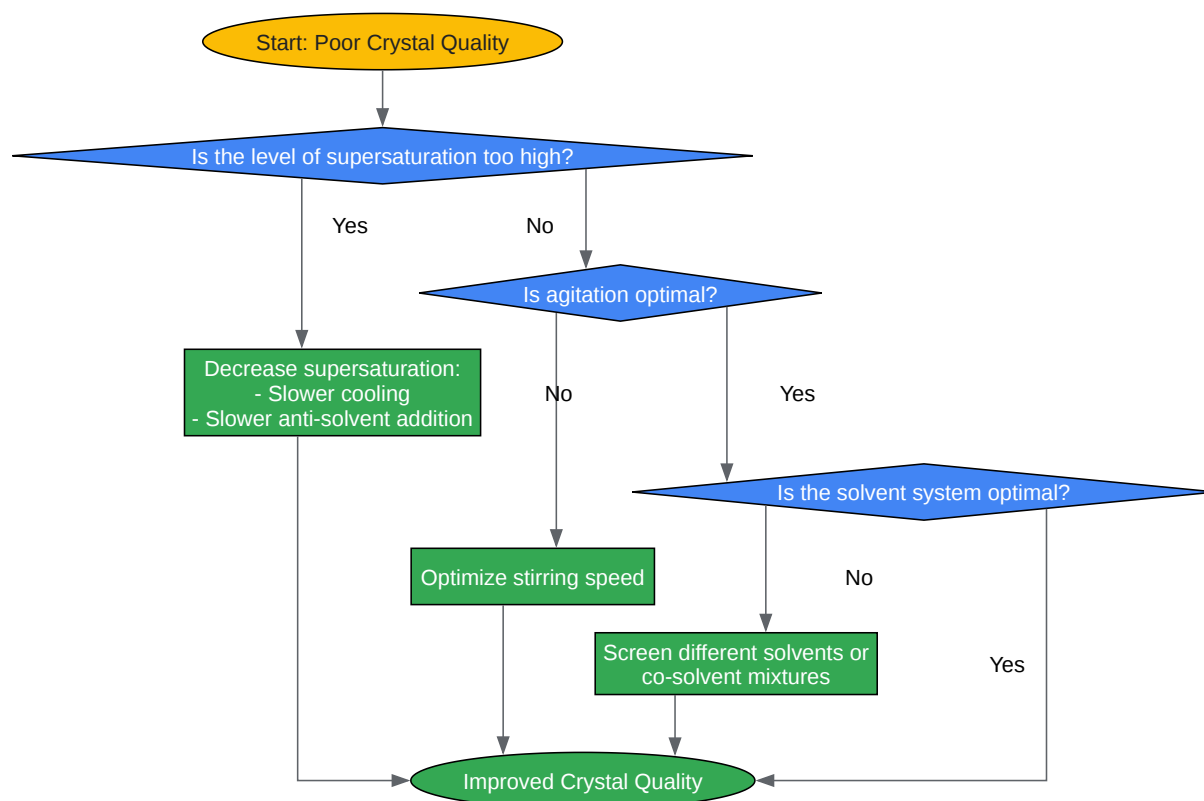 Start: Poor Crystal Quality
Is the level of supersaturation too high?
Yes
No
Is agitation optimal?
Decrease supersaturation:
- Slower cooling
- Slower anti-solvent addition
No
Yes
Is the solvent system optimal?
Optimize stirring speed
No
Screen different solvents or
co-solvent mixtures
Yes
Improved Crystal Quality